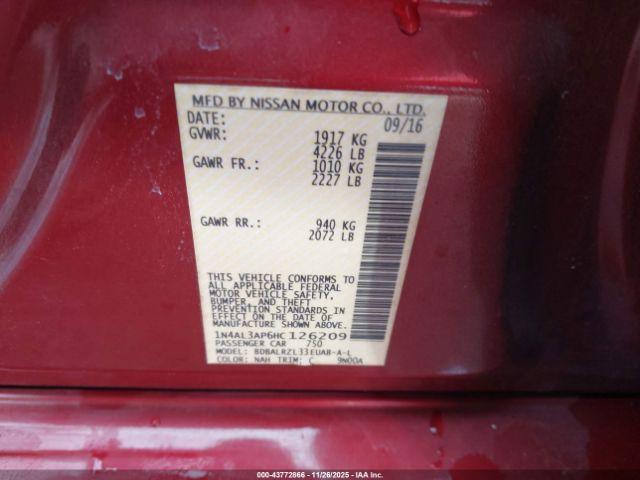 MFD BY NISSAN MOTOR CO., LTD.
DATE: 09/16
GVWR: 1917 KG
4226 LB
GAWR FR.: 1010 KG
2227 LB
GAWR RR.: 940 KG
2072 LB
THIS VEHICLE CONFORMS TO
ALL APPLICABLE FEDERAL
MOTOR VEHICLE SAFETY,
BUMPER, AND THEFT
PREVENTION STANDARDS IN
EFFECT ON THE DATE OF
MANUFACTURE SHOWN ABOVE.
1N4AL3AP6HC126209
PASSENGER CAR 750
MODEL: BDBALRZL33EUAB-A-L
COLOR: NAH TRIM: C 9N00A
000-43772866 | 11/26/2025 | IAA Inc.